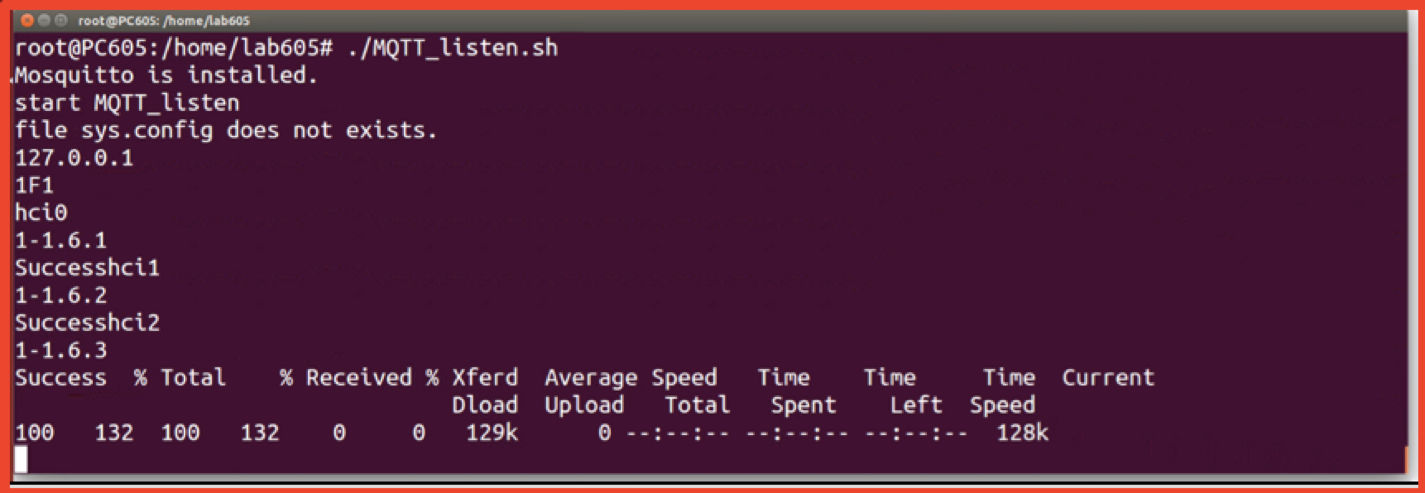 root@PC605: /home/lab605
root@PC605:/home/lab605# ./MQTT_listen.sh
Mosquitto is installed.
start MQTT_listen
file sys.config does not exists.
127.0.0.1
1F1
hci0
1-1.6.1
Successhci1
1-1.6.2
Successhci2
1-1.6.3
Success % Total % Received % Xferd Average Speed Time Time Time Current
Dload Upload Total Spent Left Speed
100 132 100 132 0 0 129k 0 --:--:-- --:--:-- --:--:-- 128k